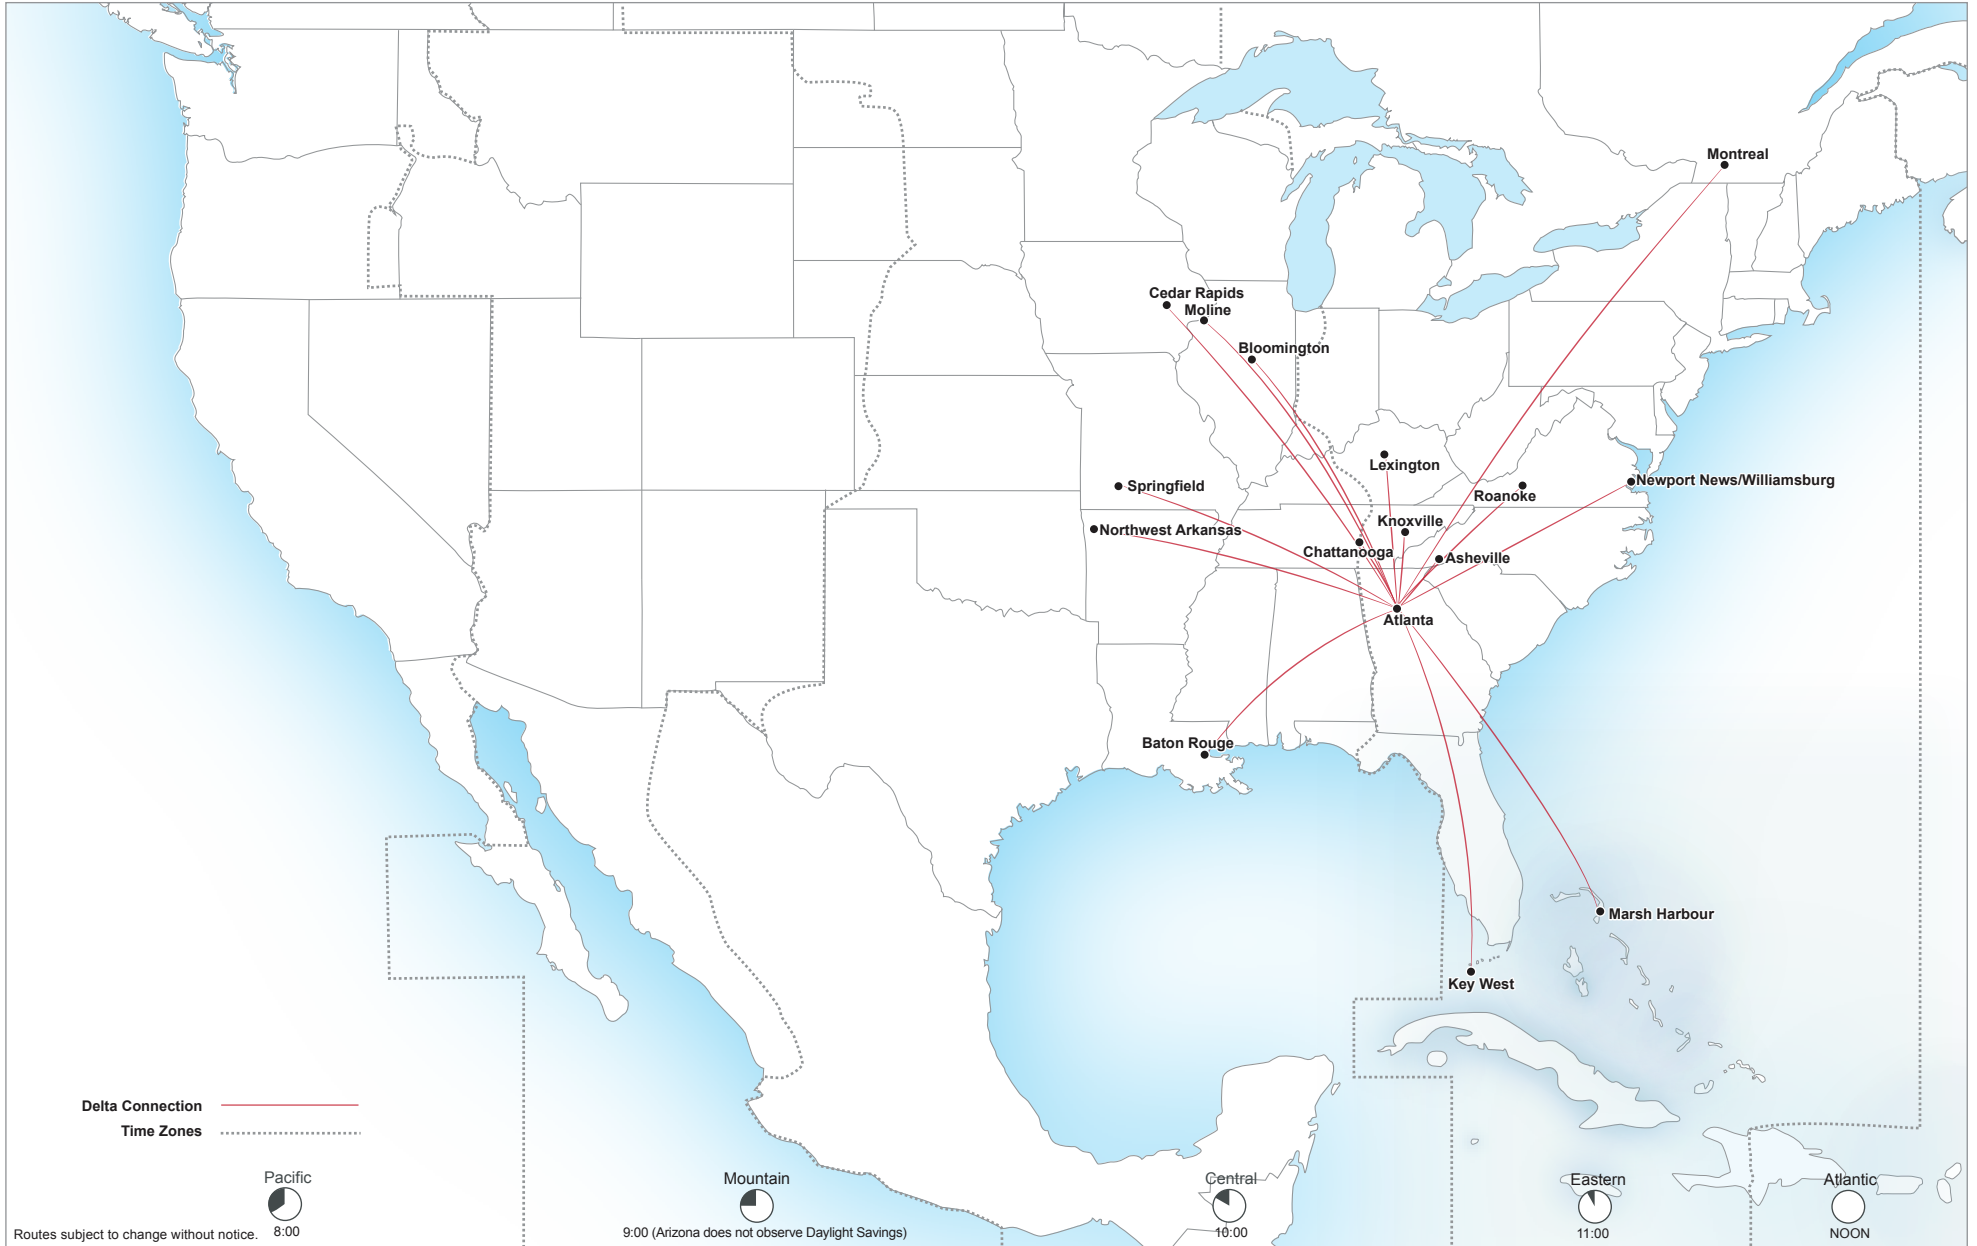 Montreal
Cedar Rapids
Moline
Bloomington
Lexington
Springfield
Roanoke
Newport News/Williamsburg
Knoxville
Northwest Arkansas
Chattanooga
Asheville
Atlanta
Baton Rouge
Marsh Harbour
Key West
Delta Connection
Time Zones
Pacific
Mountain
Central
Eastern
Atlantic
8:00
9:00 (Arizona does not observe Daylight Savings)
10:00
11:00
NOON
Routes subject to change without notice.